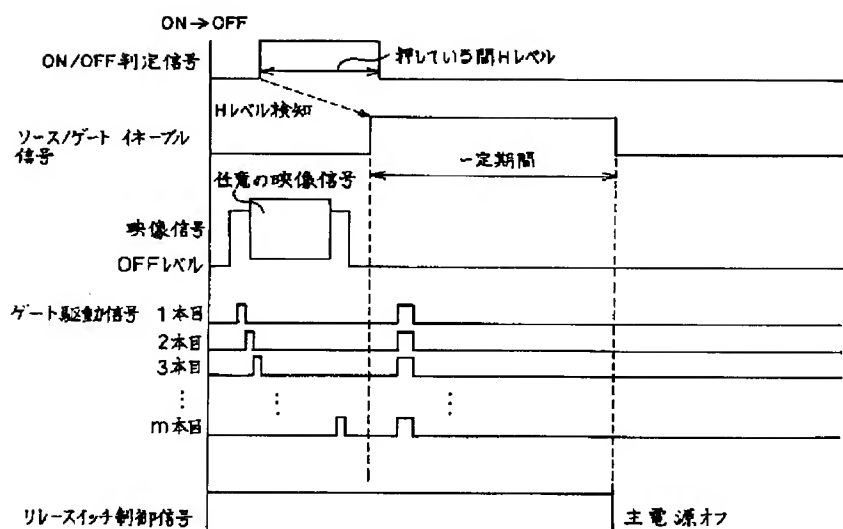 ON→OFF
ON/OFF判定信号
押している間Hレベル
Hレベル検知
ソース/ゲート イネーブル
信号
一定期間
任意の映像信号
映像信号
OFFレベル
ゲート駆動信号 1本目
2本目
3本目
⋮ ⋮ ⋮
m本目
リレースイッチ制御信号
主電源オフ